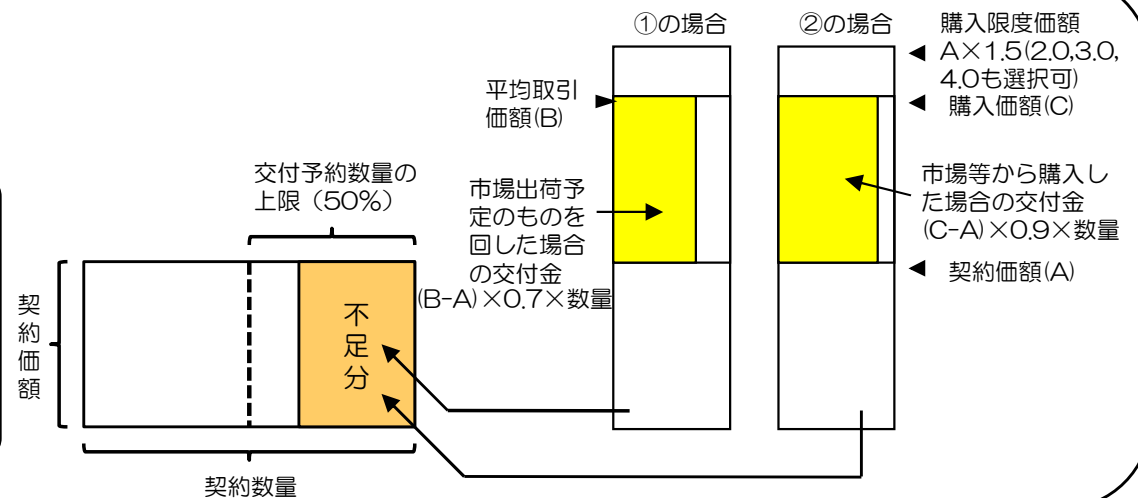 ①の場合
②の場合
購入限度価額
◀ A×1.5(2.0,3.0,
4.0も選択可)
平均取引
価額(B)
◀ 購入価額(C)
交付予約数量の
上限（50%）
市場出荷予
定のものを
回した場合
の交付金
(B-A)×0.7×数量
市場等から購入し
た場合の交付金
(C-A)×0.9×数量
◀ 契約価額(A)
契約価額
不足分
契約数量